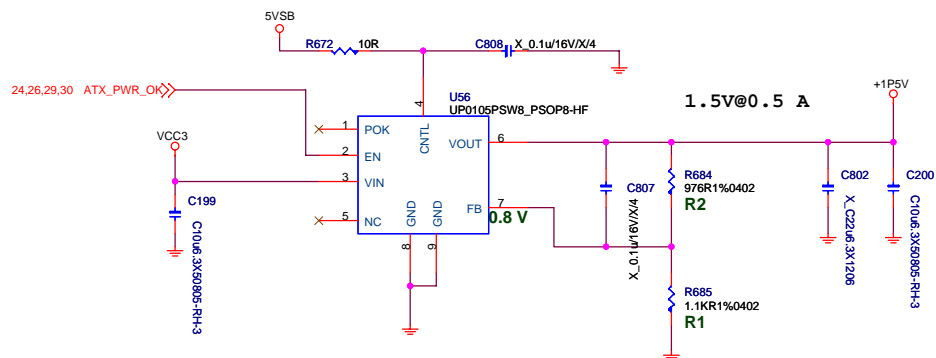 5VSB
R672
10R
C808
X_0.1u/16V/X/4
24,26,29,30 ATX_PWR_OK
U56
UP0105PSW8_PSOP8-HF
1.5V@0.5 A
+1P5V
4
CNTL
1
POK
VOUT
6
VCC3
2
EN
3
VIN
R684
976R1%0402
R2
C807
X_0.1u/16V/X/4
C802
X_C22u6.3X1206
C200
C10u6.3X50805-RH-3
C199
C10u6.3X50805-RH-3
5
NC
GND
GND
FB
7
0.8 V
8
9
R685
1.1KR1%0402
R1